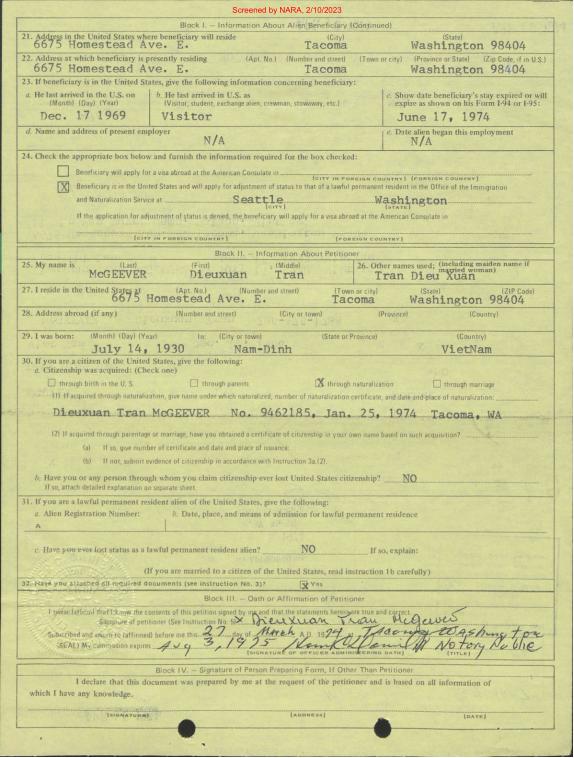 Screened by NARA, 2/10/2023
Block I. – Information About Alien Beneficiary (Continued)
21. Address in the United States where beneficiary will reside (City) (State)
6675 Homestead Ave. E. Tacoma Washington 98404
22. Address at which beneficiary is presently residing (Apt. No.) (Number and street) (Town or city) (Province or State) (Zip Code, if in U.S.)
6675 Homestead Ave. E. Tacoma Washington 98404
23. If beneficiary is in the United States, give the following information concerning beneficiary:
a. He last arrived in the U.S. on (Month) (Day) (Year) b. He last arrived in U.S. as (Visitor, student, exchange alien, crewman, stowaway, etc.) c. Show date beneficiary's stay expired or will expire as shown on his Form I-94 or I-95:
Dec. 17 1969 Visitor June 17, 1974
d. Name and address of present employer e. Date alien began this employment
N/A N/A
24. Check the appropriate box below and furnish the information required for the box checked:
Beneficiary will apply for a visa abroad at the American Consulate in
(CITY IN FOREIGN COUNTRY) (FOREIGN COUNTRY)
X Beneficiary is in the United States and will apply for adjustment of status to that of a lawful permanent resident in the Office of the Immigration
and Naturalization Service at Seattle Washington
(CITY) (STATE)
If the application for adjustment of status is denied, the beneficiary will apply for a visa abroad at the American Consulate in
(CITY IN FOREIGN COUNTRY) (FOREIGN COUNTRY)
Block II. – Information About Petitioner
25. My name is (Last) (First) (Middle) 26. Other names used; (including maiden name if married woman)
McGEEVER Dieuxuan Tran Tran Dieu Xuan
27. I reside in the United States at (Apt. No.) (Number and street) (Town or city) (State) (ZIP Code)
6675 Homestead Ave. E. Tacoma Washington 98404
28. Address abroad (if any) (Number and street) (City or town) (Province) (Country)
29. I was born: (Month) (Day) (Year) In: (City or town) (State or Province) (Country)
July 14, 1930 Nam-Dinh VietNam
30. If you are a citizen of the United States, give the following:
a. Citizenship was acquired: (Check one)
through birth in the U.S. through parents X through naturalization through marriage
(1) If acquired through naturalization, give name under which naturalized, number of naturalization certificate, and date and place of naturalization:
Dieuxuan Tran McGEEVER No. 9462185, Jan. 25, 1974 Tacoma, WA
(2) If acquired through parentage or marriage, have you obtained a certificate of citizenship in your own name based on such acquisition?
(a) If so, give number of certificate and date and place of issuance:
(b) If not, submit evidence of citizenship in accordance with Instruction 3a.(2).
b. Have you or any person through whom you claim citizenship ever lost United States citizenship? NO
If so, attach detailed explanation on separate sheet.
31. If you are a lawful permanent resident alien of the United States, give the following:
a. Alien Registration Number: b. Date, place, and means of admission for lawful permanent residence
A
c. Have you ever lost status as a lawful permanent resident alien? NO If so, explain:
(If you are married to a citizen of the United States, read instruction 1b carefully)
32. Have you attached all required documents (see instruction No. 3)? X Yes
Block III. – Oath or Affirmation of Petitioner
I swear (affirm) that I know the contents of this petition signed by me and that the statements herein are true and correct.
Signature of petitioner (See Instruction No. x Dieuxuan Tran McGeever
Subscribed and sworn to (affirmed) before me this 27 day of March A.D. 1974 Tacoma Washington
(SEAL) My commission expires Aug 3, 1975 Notary Public
(SIGNATURE OF OFFICER ADMINISTERING OATH) (TITLE)
Block IV. – Signature of Person Preparing Form, If Other Than Petitioner
I declare that this document was prepared by me at the request of the petitioner and is based on all information of
which I have any knowledge.
(SIGNATURE) (ADDRESS) (DATE)